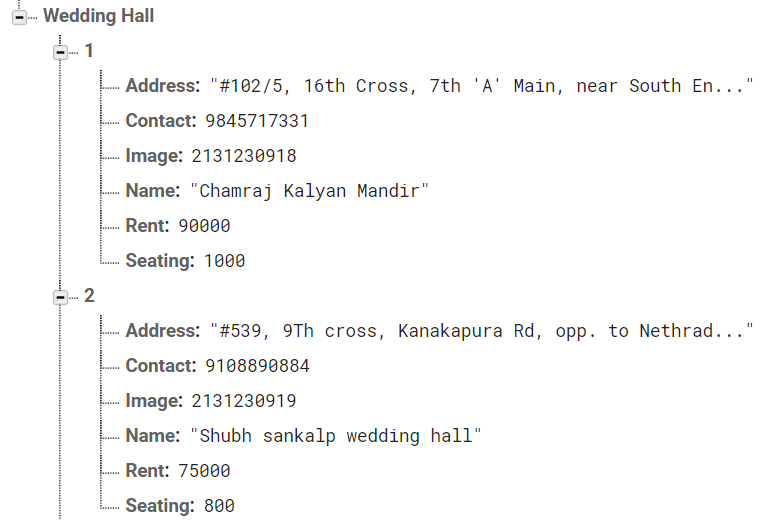 Wedding Hall
1
Address: "#102/5, 16th Cross, 7th 'A' Main, near South En..."
Contact: 9845717331
Image: 2131230918
Name: "Chamraj Kalyan Mandir"
Rent: 90000
Seating: 1000
2
Address: "#539, 9Th cross, Kanakapura Rd, opp. to Nethrad..."
Contact: 9108890884
Image: 2131230919
Name: "Shubh sankalp wedding hall"
Rent: 75000
Seating: 800